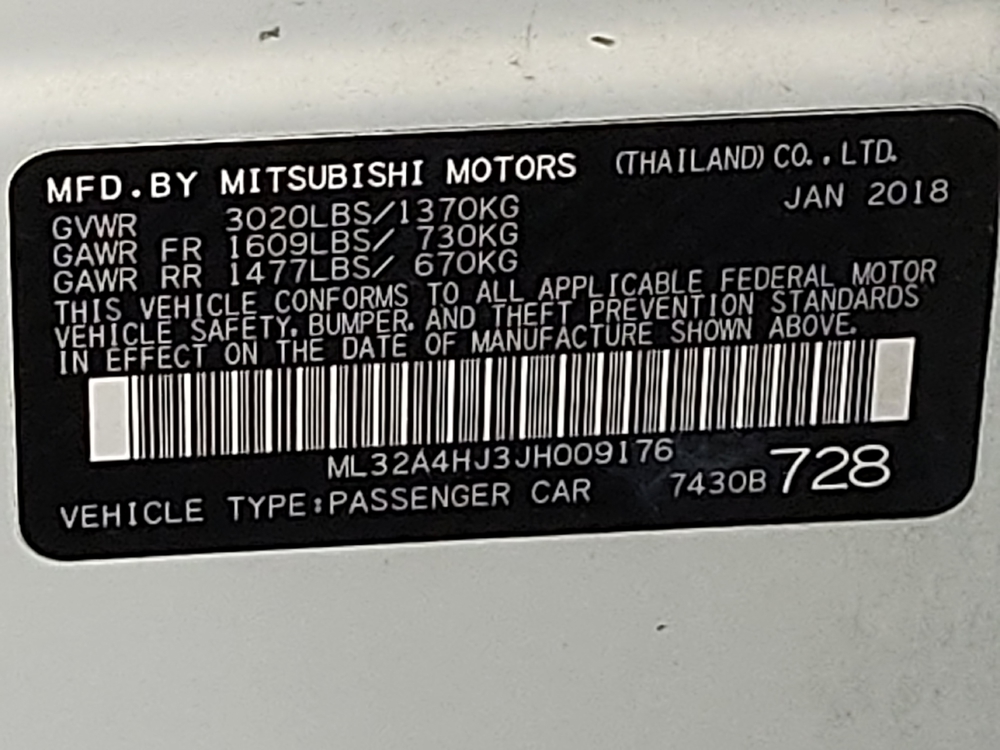 MFD.BY MITSUBISHI MOTORS (THAILAND) CO.,LTD.
JAN 2018
GVWR 3020LBS/1370KG
GAWR FR 1609LBS/ 730KG
GAWR RR 1477LBS/ 670KG
THIS VEHICLE CONFORMS TO ALL APPLICABLE FEDERAL MOTOR
VEHICLE SAFETY, BUMPER, AND THEFT PREVENTION STANDARDS
IN EFFECT ON THE DATE OF MANUFACTURE SHOWN ABOVE.
ML32A4HJ3JH009176
VEHICLE TYPE:PASSENGER CAR 7430B 728